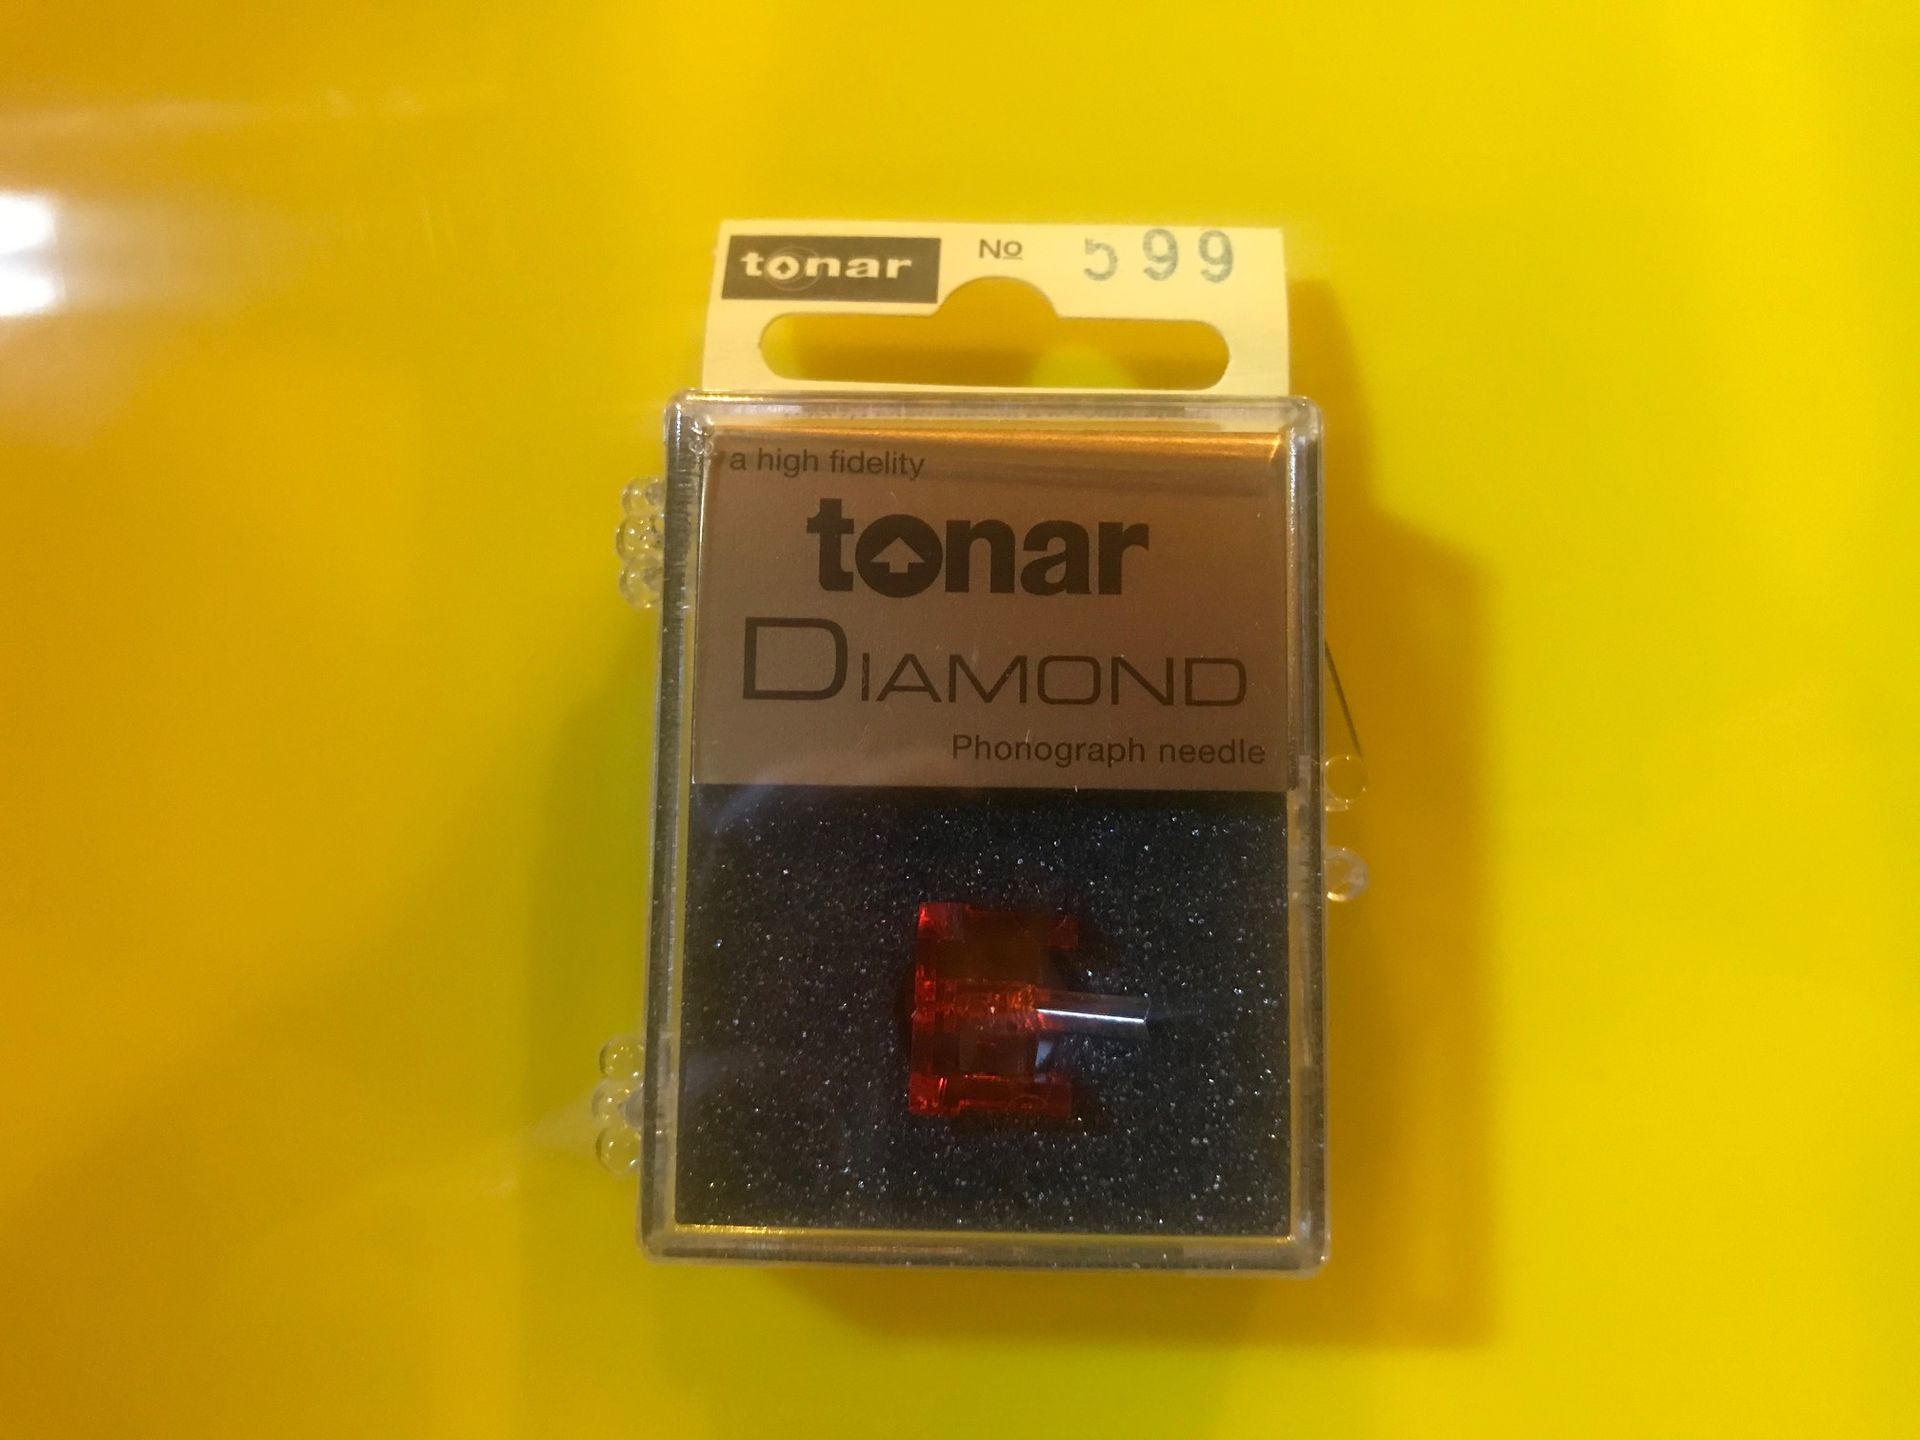 tonar No 599
a high fidelity
tonar
DIAMOND
Phonograph needle